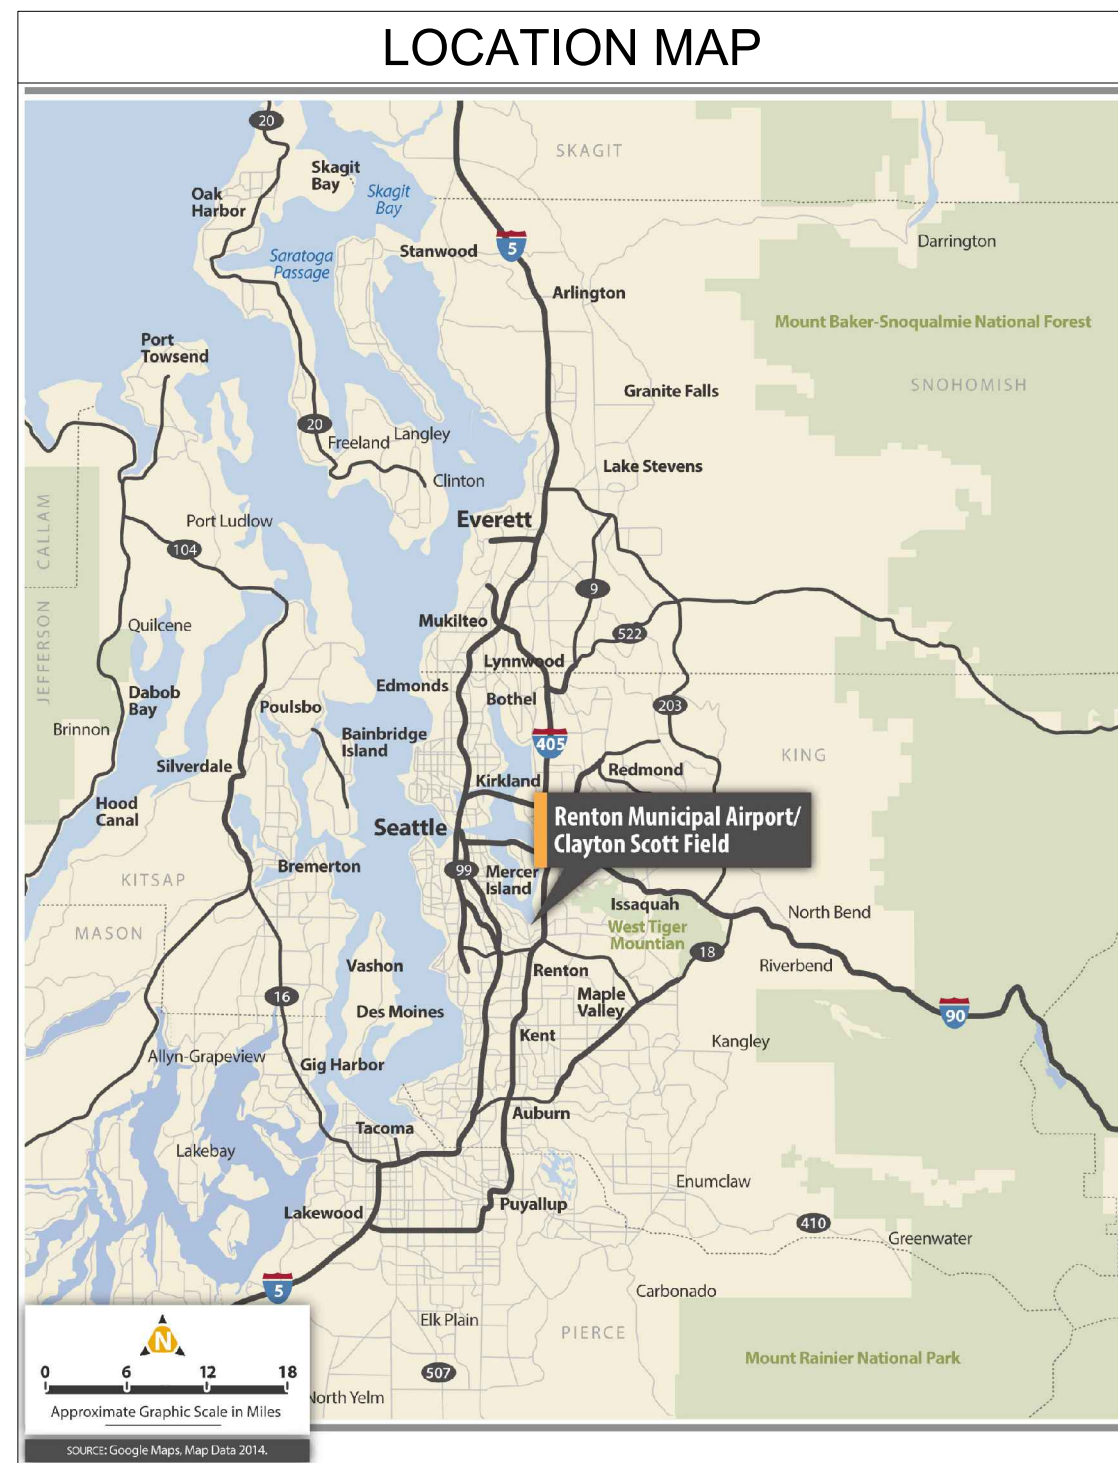 LOCATION MAP
20
SKAGIT
Skagit
Bay
Skagit
Bay
Oak
Harbor
Darrington
Stanwood
5
Saratoga
Passage
Arlington
Mount Baker-Snoqualmie National Forest
Port
Towsend
SNOHOMISH
Granite Falls
20
Freeland
Langley
Lake Stevens
Clinton
CALLAM
Port Ludlow
Everett
104
9
JEFFERSON
Quilcene
Mukilteo
522
Lynnwood
Edmonds
Dabob
Bay
Bothel
Poulsbo
203
Brinnon
Bainbridge
Island
405
KING
Silverdale
Redmond
Kirkland
Hood
Canal
Seattle
Renton Municipal Airport/
Clayton Scott Field
Bremerton
99
Mercer
Island
KITSAP
Issaquah
North Bend
MASON
West Tiger
Mountian
18
Vashon
Renton
Riverbend
16
Maple
Valley
Des Moines
90
Kent
Kangley
Allyn-Grapeview
Gig Harbor
Auburn
Tacoma
Lakebay
Enumclaw
Puyallup
Lakewood
410
Greenwater
5
Carbonado
Elk Plain
PIERCE
Mount Rainier National Park
507
North Yelm
N
0 6 12 18
Approximate Graphic Scale in Miles
SOURCE: Google Maps, Map Data 2014.